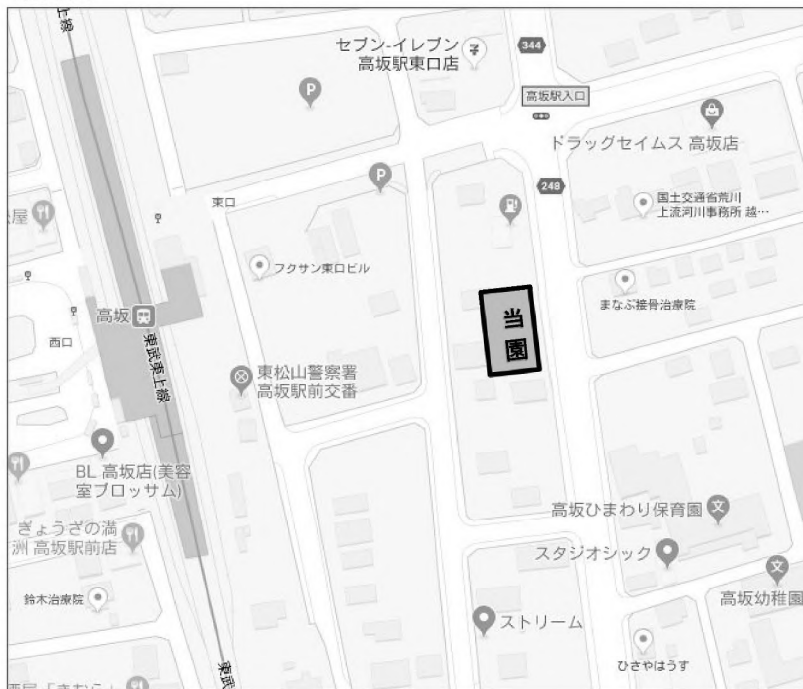 上線
セブン-イレブン
高坂駅東口店
344
高坂駅入口
P
ドラッグセイムス 高坂店
P
東口
248
国土交通省荒川
上流河川事務所 越…
屋
フクサン東口ビル
まなぶ接骨治療院
当
園
高坂
西口
東武東上線
東松山警察署
高坂駅前交番
BL 高坂店(美容
室ブロッサム)
高坂ひまわり保育園
文
ぎょうざの満
洲 高坂駅前店
スタジオシック
文
高坂幼稚園
鈴木治療院
ストリーム
ひさやはうす
東武